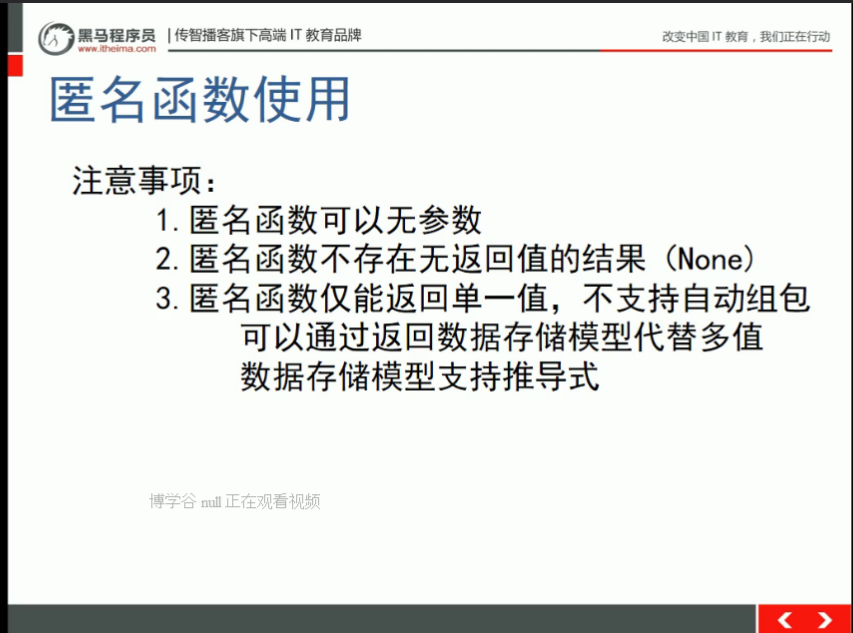 黑马程序员 | 传智播客旗下高端 IT 教育品牌
www.itheima.com
改变中国 IT 教育，我们正在行动
匿名函数使用
注意事项：
1. 匿名函数可以无参数
2. 匿名函数不存在无返回值的结果（None）
3. 匿名函数仅能返回单一值，不支持自动组包
可以通过返回数据存储模型代替多值
数据存储模型支持推导式
博学谷 null 正在观看视频